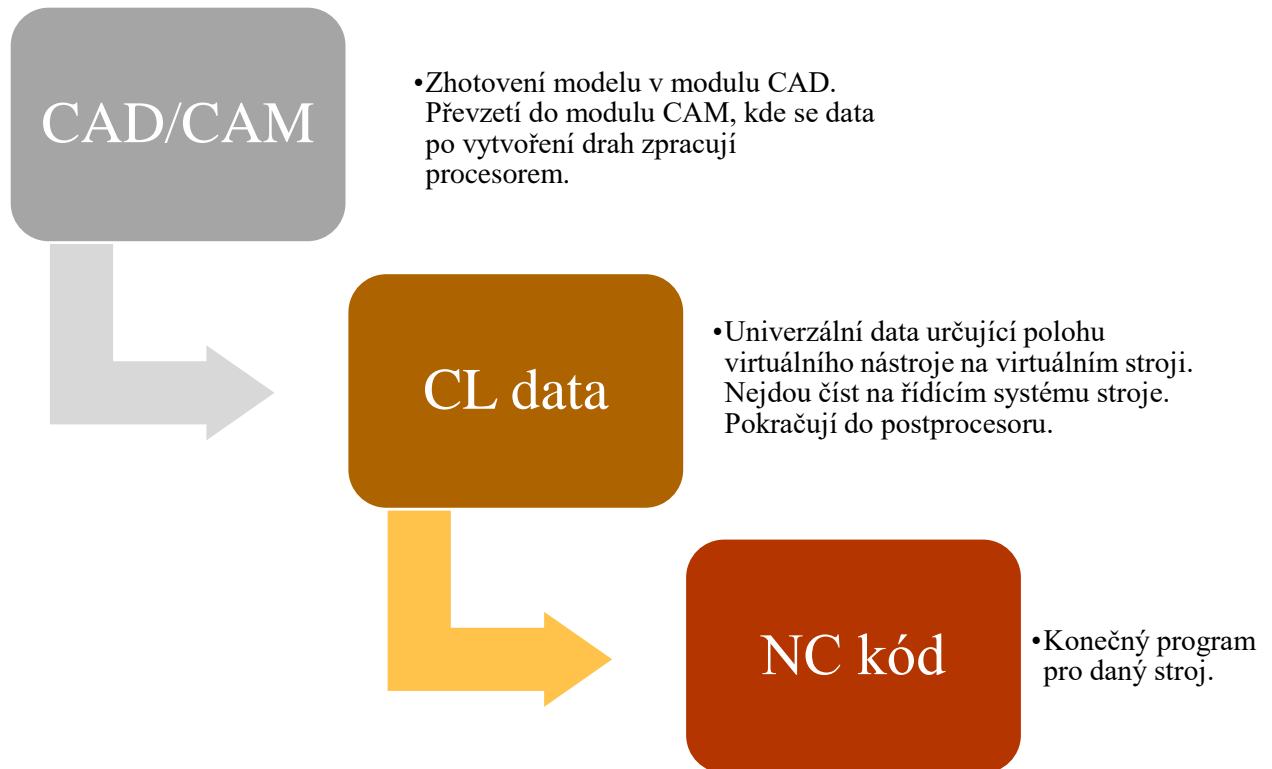 CAD/CAM
•Zhotovení modelu v modulu CAD.
Převzetí do modulu CAM, kde se data
po vytvoření drah zpracují
procesorem.
CL data
•Univerzální data určující polohu
virtuálního nástroje na virtuálním stroji.
Nejdou číst na řídícím systému stroje.
Pokračují do postprocesoru.
NC kód
•Konečný program
pro daný stroj.